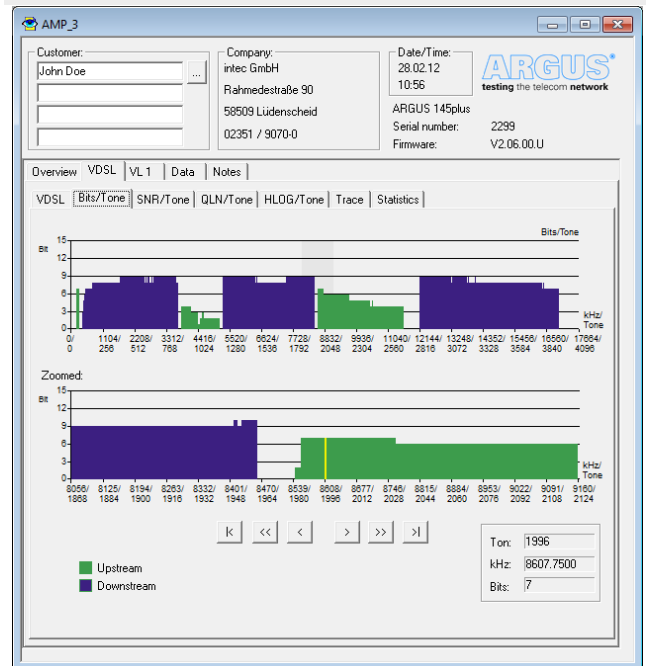 AMP_3
Customer:
John Doe
...
Company:
intec GmbH
Rahmedestraße 90
58509 Lüdenscheid
02351 / 9070-0
Date/Time:
28.02.12
10:56
ARGUS 145plus
Serial number: 2299
Firmware: V2.06.00.U
ARGUS
testing the telecom network
Overview VDSL VL 1 Data Notes
VDSL Bits/Tone SNR/Tone QLN/Tone HLOG/Tone Trace Statistics
Bits/Tone
Bit
15
12
9
6
3
0
kHz/
Tone
0/ 1104/ 2208/ 3312/ 4416/ 5520/ 6624/ 7728/ 8832/ 9936/ 11040/ 12144/ 13248/ 14352/ 15456/ 16560/ 17664/
0 256 512 768 1024 1280 1536 1792 2048 2304 2560 2816 3072 3328 3584 3840 4096
Zoomed:
Bit
15
12
9
6
3
0
kHz/
Tone
8056/ 8125/ 8194/ 8263/ 8332/ 8401/ 8470/ 8539/ 8608/ 8677/ 8746/ 8815/ 8884/ 8953/ 9022/ 9091/ 9160/
1868 1884 1900 1916 1932 1948 1964 1980 1996 2012 2028 2044 2060 2076 2092 2108 2124
|< << < > >> >|
Ton: 1996
kHz: 8607.7500
Bits: 7
Upstream
Downstream